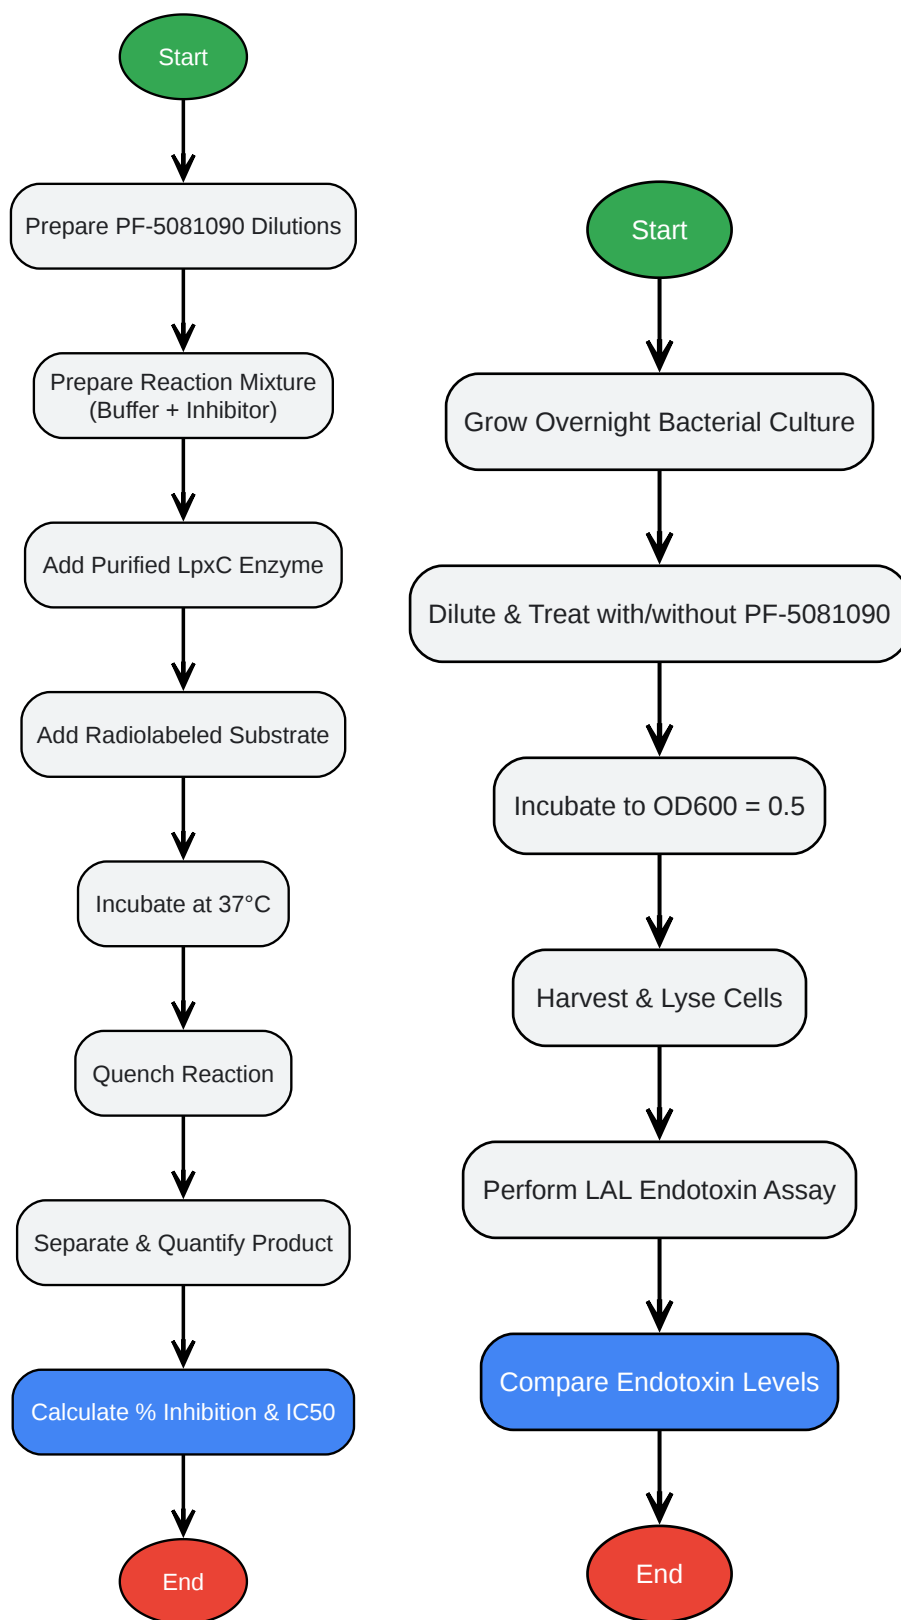 Start
Prepare PF-5081090 Dilutions
Prepare Reaction Mixture
(Buffer + Inhibitor)
Add Purified LpxC Enzyme
Add Radiolabeled Substrate
Incubate at 37°C
Quench Reaction
Separate & Quantify Product
Calculate % Inhibition & IC50
End
Start
Grow Overnight Bacterial Culture
Dilute & Treat with/without PF-5081090
Incubate to OD600 = 0.5
Harvest & Lyse Cells
Perform LAL Endotoxin Assay
Compare Endotoxin Levels
End